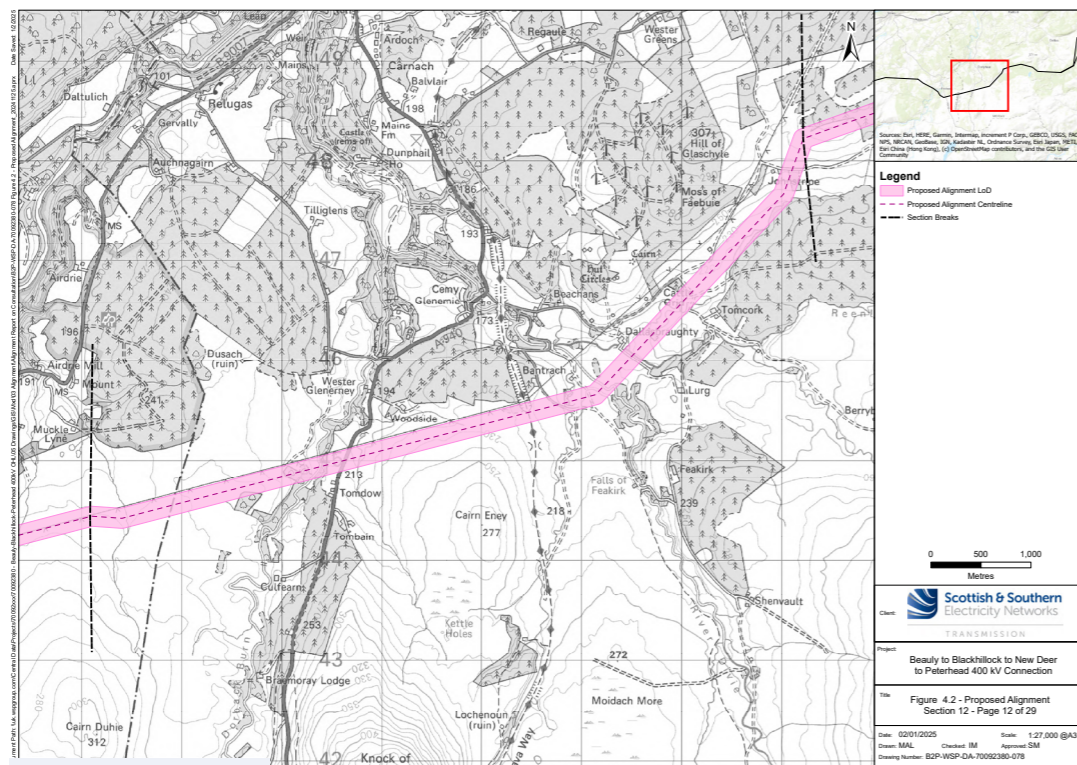 Leap
Weir
Ardoch
Regaule
Wester
Greens
Mains
49
Carnach
Daltulich
101
Relugas
Balvlair
198
Gervally
Castle
Mains
Fm
307
Hill of
Glaschyle
48
Dunphail
Ho
Auchnagairn
186
Moss of
Faebuie
Tilliglens
193
MS
47
Cairn
Hut
Circles
Airdrie
Cemy
Glenernie
Beachans
Tomcork
196
173
A 940
Dusach
(ruin)
46
Airdrie Mill
191
Mount
MS
Bantrach
Wester
Glenerney
194
Lurg
241
Woodside
Muckle
Lyne
213
Feakirk
Falls of
Feakirk
Tomdow
239
Cairn Eney
277
218
Tombain
44
Culfearn
Shenvault
253
Kettle
Holes
43
272
Braemoray Lodge
Moidach More
Cairn Duhie
312
Lochenoun
(ruin)
Knock of
42
N
Sources: Esri, HERE, Garmin, Intermap, increment P Corp., GEBCO, USGS, FAO,
NPS, NRCAN, GeoBase, IGN, Kadaster NL, Ordnance Survey, Esri Japan, METI,
Esri China (Hong Kong), (c) OpenStreetMap contributors, and the GIS User
Community
Legend
Proposed Alignment LoD
Proposed Alignment Centreline
Section Breaks
0 500 1,000
Metres
Client:
Scottish & Southern
Electricity Networks
TRANSMISSION
Project:
Beauly to Blackhillock to New Deer
to Peterhead 400 kV Connection
Title
Figure 4.2 - Proposed Alignment
Section 12 - Page 12 of 29
Date: 02/01/2025 Scale: 1:27,000 @A3
Drawn: MAL Checked: IM Approved: SM
Drawing Number: B2P-WSP-DA-70092380-078